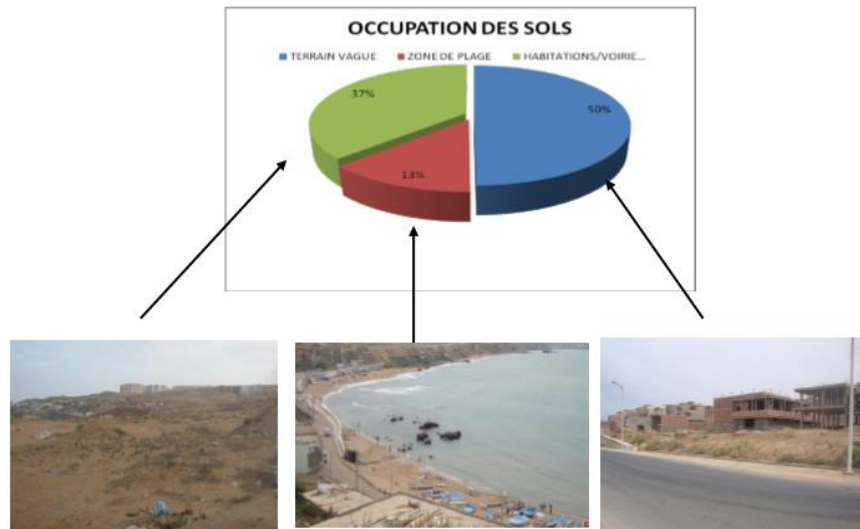 OCCUPATION DES SOLS
TERRAIN VAGUE ZONE DE PLAGE HABITATIONS/VOIRIE...
37%
50%
13%